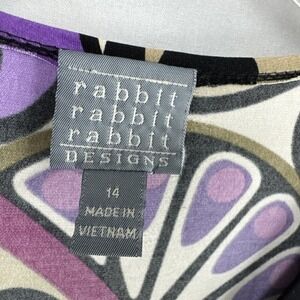 rabbit
rabbit
rabbit
DESIGNS
14
MADE IN
VIETNAM